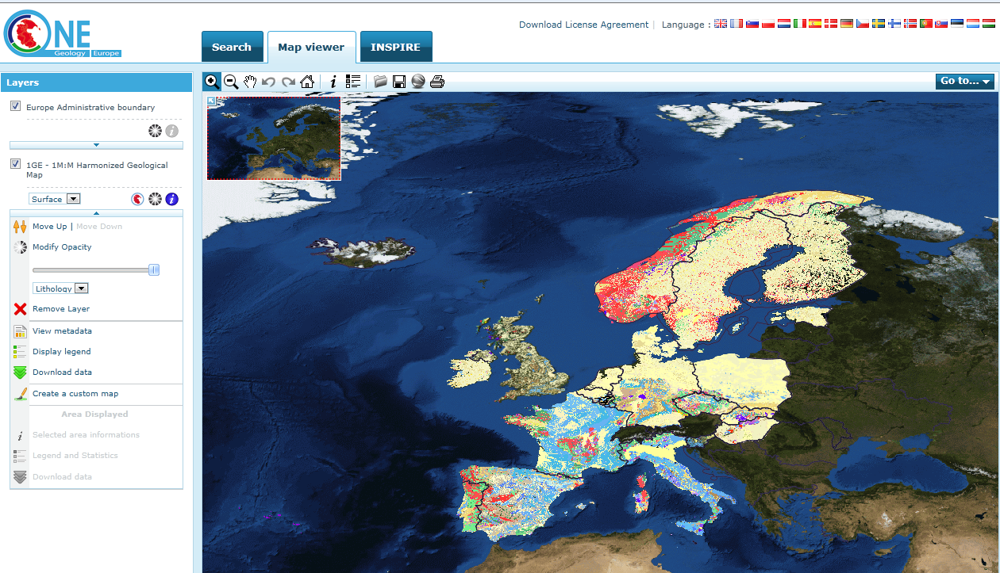 ONE
Geology Europe
Download License Agreement | Language :
Search
Map viewer
INSPIRE
Layers
i
Go to...
Europe Administrative boundary
i
1GE - 1M:M Harmonized Geological
Map
Surface
i
Move Up | Move Down
Modify Opacity
Lithology
Remove Layer
View metadata
Display legend
Download data
Create a custom map
Area Displayed
i Selected area informations
Legend and Statistics
Download data